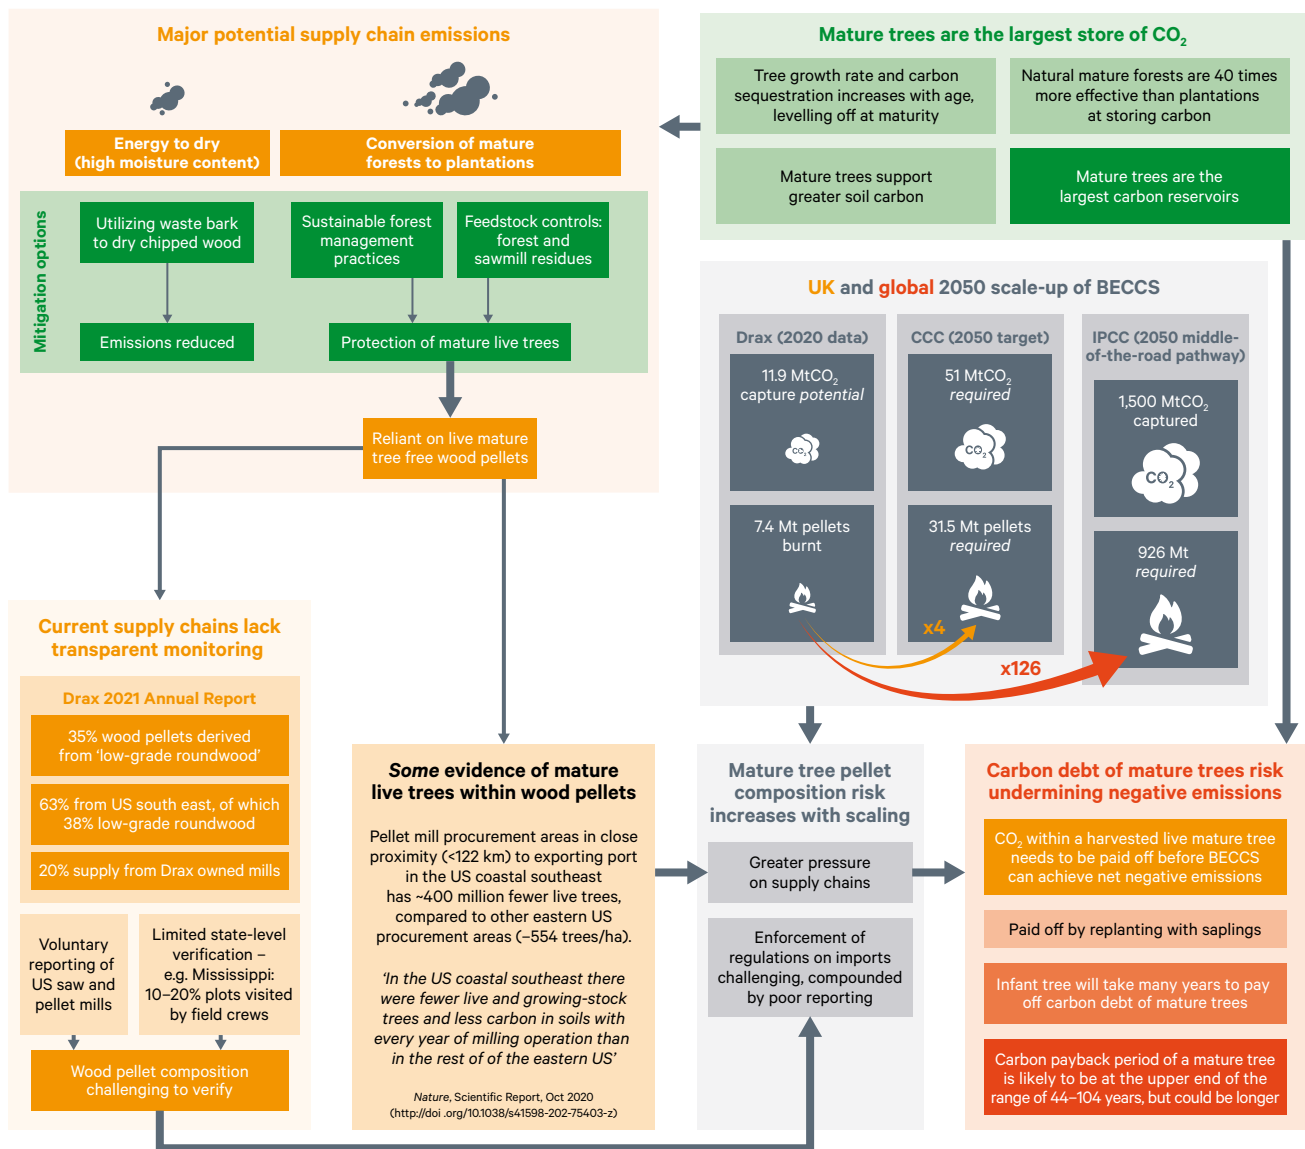 Major potential supply chain emissions
Energy to dry
(high moisture content)
Conversion of mature
forests to plantations
Mitigation options
Utilizing waste bark
to dry chipped wood
Sustainable forest
management
practices
Feedstock controls:
forest and
sawmill residues
Emissions reduced
Protection of mature live trees
Reliant on live mature
tree free wood pellets
Mature trees are the largest store of CO₂
Tree growth rate and carbon
sequestration increases with age,
levelling off at maturity
Natural mature forests are 40 times
more effective than plantations
at storing carbon
Mature trees support
greater soil carbon
Mature trees are the
largest carbon reservoirs
UK and global 2050 scale-up of BECCS
Drax (2020 data)
11.9 MtCO₂
capture potential
CO₂
7.4 Mt pellets
burnt
CCC (2050 target)
51 MtCO₂
required
CO₂
31.5 Mt pellets
required
IPCC (2050 middle-
of-the-road pathway)
1,500 MtCO₂
captured
CO₂
926 Mt
required
x4
x126
Current supply chains lack
transparent monitoring
Drax 2021 Annual Report
35% wood pellets derived
from ‘low-grade roundwood’
63% from US south east, of which
38% low-grade roundwood
20% supply from Drax owned mills
Voluntary
reporting of
US saw and
pellet mills
Limited state-level
verification –
e.g. Mississippi:
10–20% plots visited
by field crews
Wood pellet composition
challenging to verify
Some evidence of mature
live trees within wood pellets
Pellet mill procurement areas in close
proximity (<122 km) to exporting port
in the US coastal southeast
has ~400 million fewer live trees,
compared to other eastern US
procurement areas (–554 trees/ha).
‘In the US coastal southeast there
were fewer live and growing-stock
trees and less carbon in soils with
every year of milling operation than
in the rest of of the eastern US’
Nature, Scientific Report, Oct 2020
(http://doi .org/10.1038/s41598-202-75403-z)
Mature tree pellet
composition risk
increases with scaling
Greater pressure
on supply chains
Enforcement of
regulations on imports
challenging, compounded
by poor reporting
Carbon debt of mature trees risk
undermining negative emissions
CO₂ within a harvested live mature tree
needs to be paid off before BECCS
can achieve net negative emissions
Paid off by replanting with saplings
Infant tree will take many years to pay
off carbon debt of mature trees
Carbon payback period of a mature tree
is likely to be at the upper end of the
range of 44–104 years, but could be longer